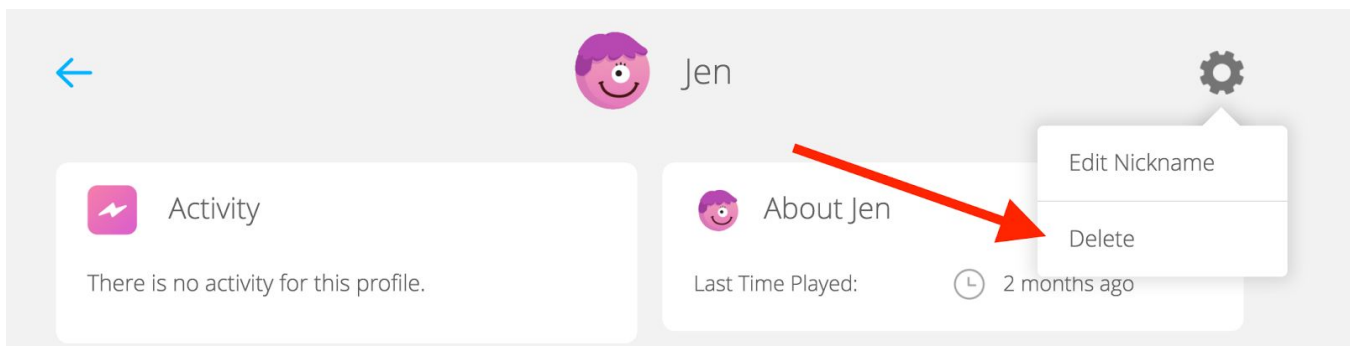 Jen
Edit Nickname
Delete
Activity
There is no activity for this profile.
About Jen
Last Time Played: 2 months ago